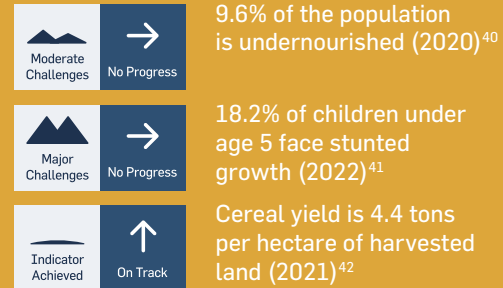 Moderate
Challenges
No Progress
9.6% of the population
is undernourished (2020)40
Major
Challenges
No Progress
18.2% of children under
age 5 face stunted
growth (2022)41
Indicator
Achieved
On Track
Cereal yield is 4.4 tons
per hectare of harvested
land (2021)42